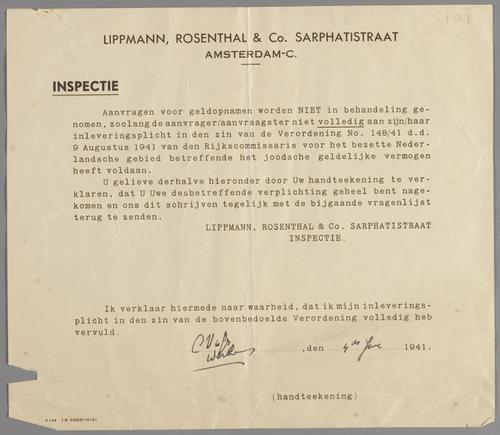 LIPPMANN, ROSENTHAL & Co. SARPHATISTRAAT
AMSTERDAM-C.
INSPECTIE
Aanvragen voor geldopnamen worden NIET in behandeling ge-
nomen, zoolang de aanvrager/aanvraagster niet volledig aan zijn/haar
inleveringsplicht in den zin van de Verordening No. 148/41 d.d.
9 Augustus 1941 van den Rijkscommissaris voor het bezette Neder-
landsche gebied betreffende het joodsche geldelijke vermogen
heeft voldaan.
U gelieve derhalve hieronder door Uw handteekening te ver-
klaren, dat U Uwe desbetreffende verplichting geheel bent nage-
komen en ons dit schrijven tegelijk met de bijgaande vragenlijst
terug te zenden.
LIPPMANN, ROSENTHAL & Co. SARPHATISTRAAT
INSPECTIE.
Ik verklaar hiermede naar waarheid, dat ik mijn inleverings-
plicht in den zin van de bovenbedoelde Verordening volledig heb
vervuld.
,den 1941.
(handteekening)